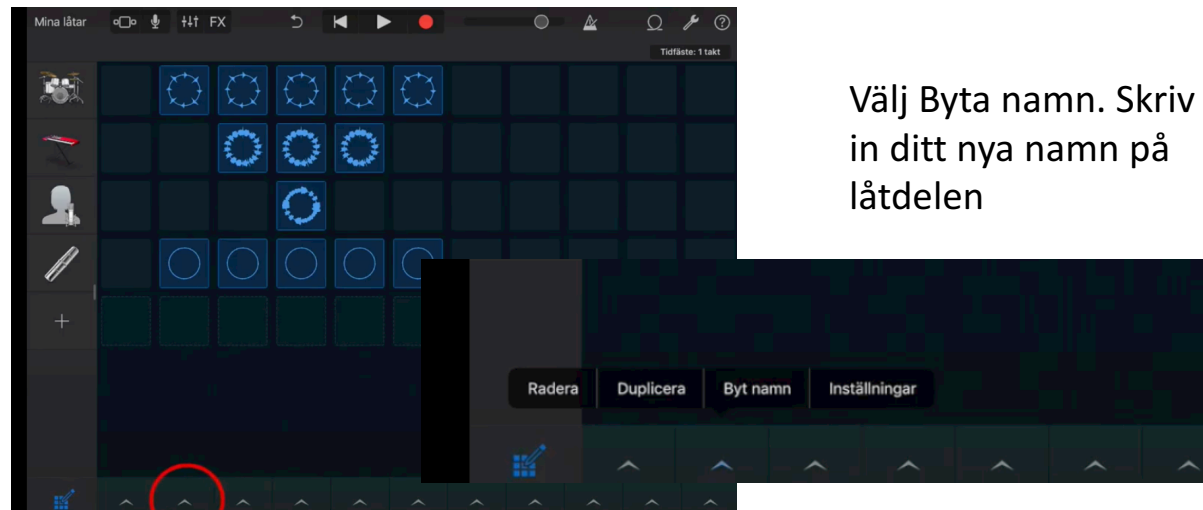 Mina låtar
FX
Tidfäste: 1 takt
Välj Byta namn. Skriv
in ditt nya namn på
låtdelen
Radera Duplicera Byt namn Inställningar